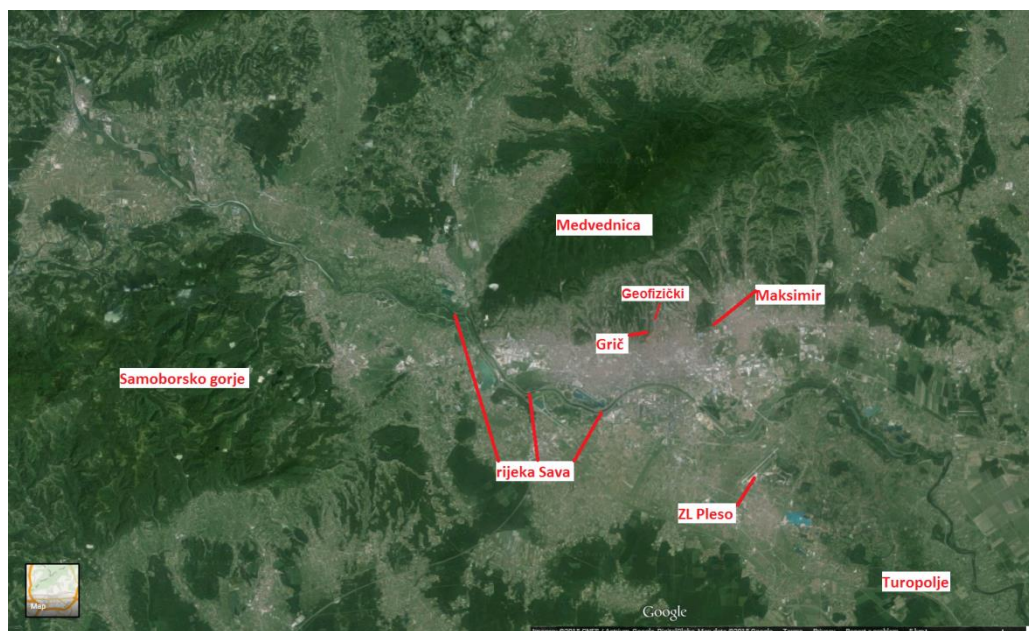 Medvednica
Geofizički
Maksimir
Grič
Samoborsko gorje
rijeka Sava
ZL Pleso
Turopolje
Map
Google